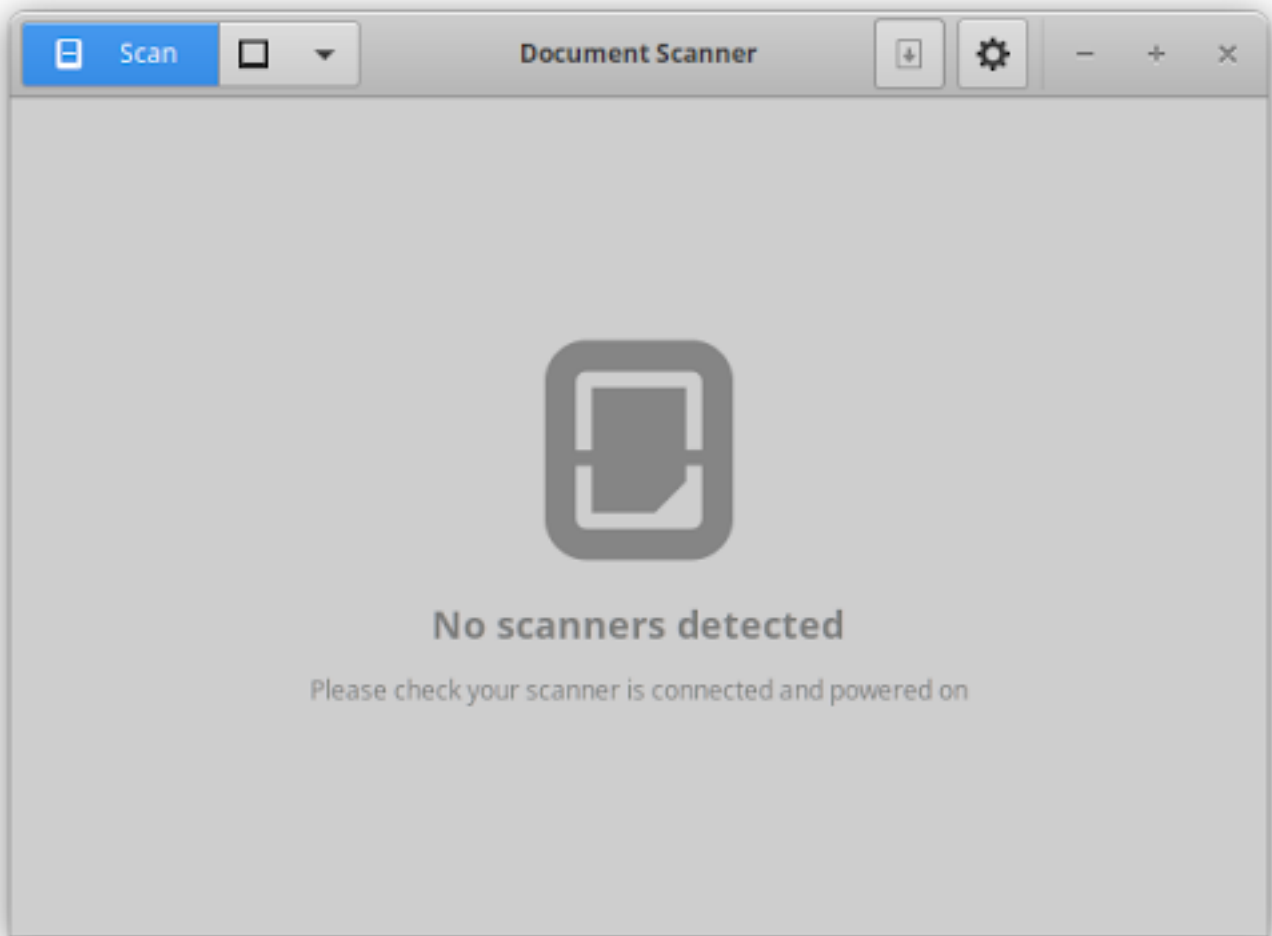 Scan
Document Scanner
No scanners detected
Please check your scanner is connected and powered on